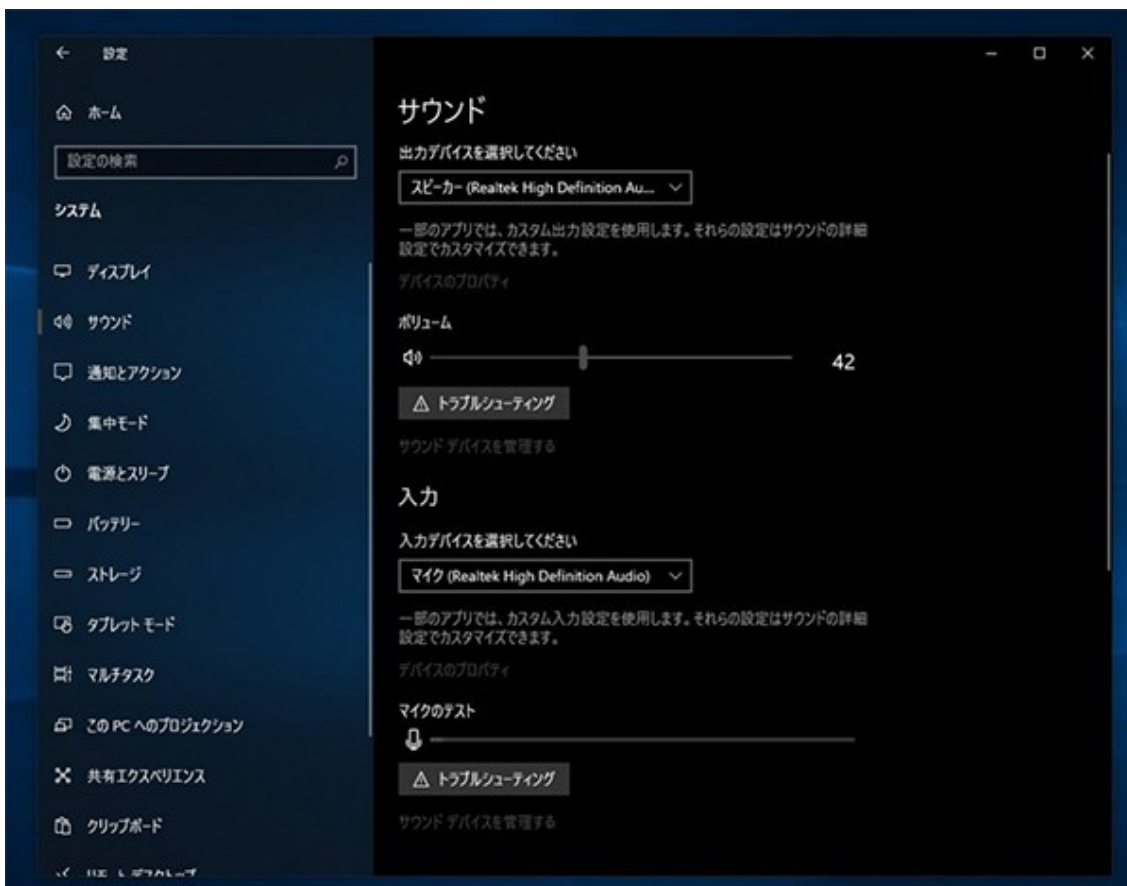 設定
ホーム
設定の検索
システム
ディスプレイ
サウンド
通知とアクション
集中モード
電源とスリープ
バッテリー
ストレージ
タブレット モード
マルチタスク
この PC へのプロジェクション
共有エクスペリエンス
クリップボード
リモート デスクトップ
サウンド
出力デバイスを選択してください
スピーカー (Realtek High Definition Au...
一部のアプリでは、カスタム出力設定を使用します。それらの設定はサウンドの詳細
設定でカスタマイズできます。
デバイスのプロパティ
ボリューム
42
トラブルシューティング
サウンド デバイスを管理する
入力
入力デバイスを選択してください
マイク (Realtek High Definition Audio)
一部のアプリでは、カスタム入力設定を使用します。それらの設定はサウンドの詳細
設定でカスタマイズできます。
デバイスのプロパティ
マイクのテスト
トラブルシューティング
サウンド デバイスを管理する